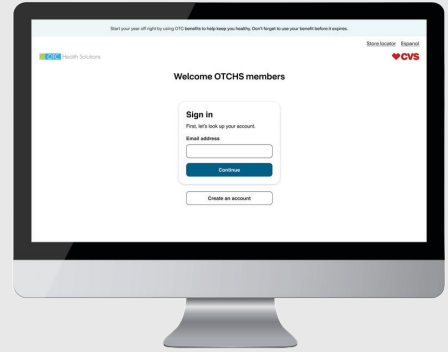 Start your year off right by using OTC benefits to help keep you healthy. Don't forget to use your benefit before it expires.
Store locator Espanol
OTC Health Solutions
CVS
Welcome OTCHS members
Sign in
First, let's look up your account.
Email address
Continue
Create an account